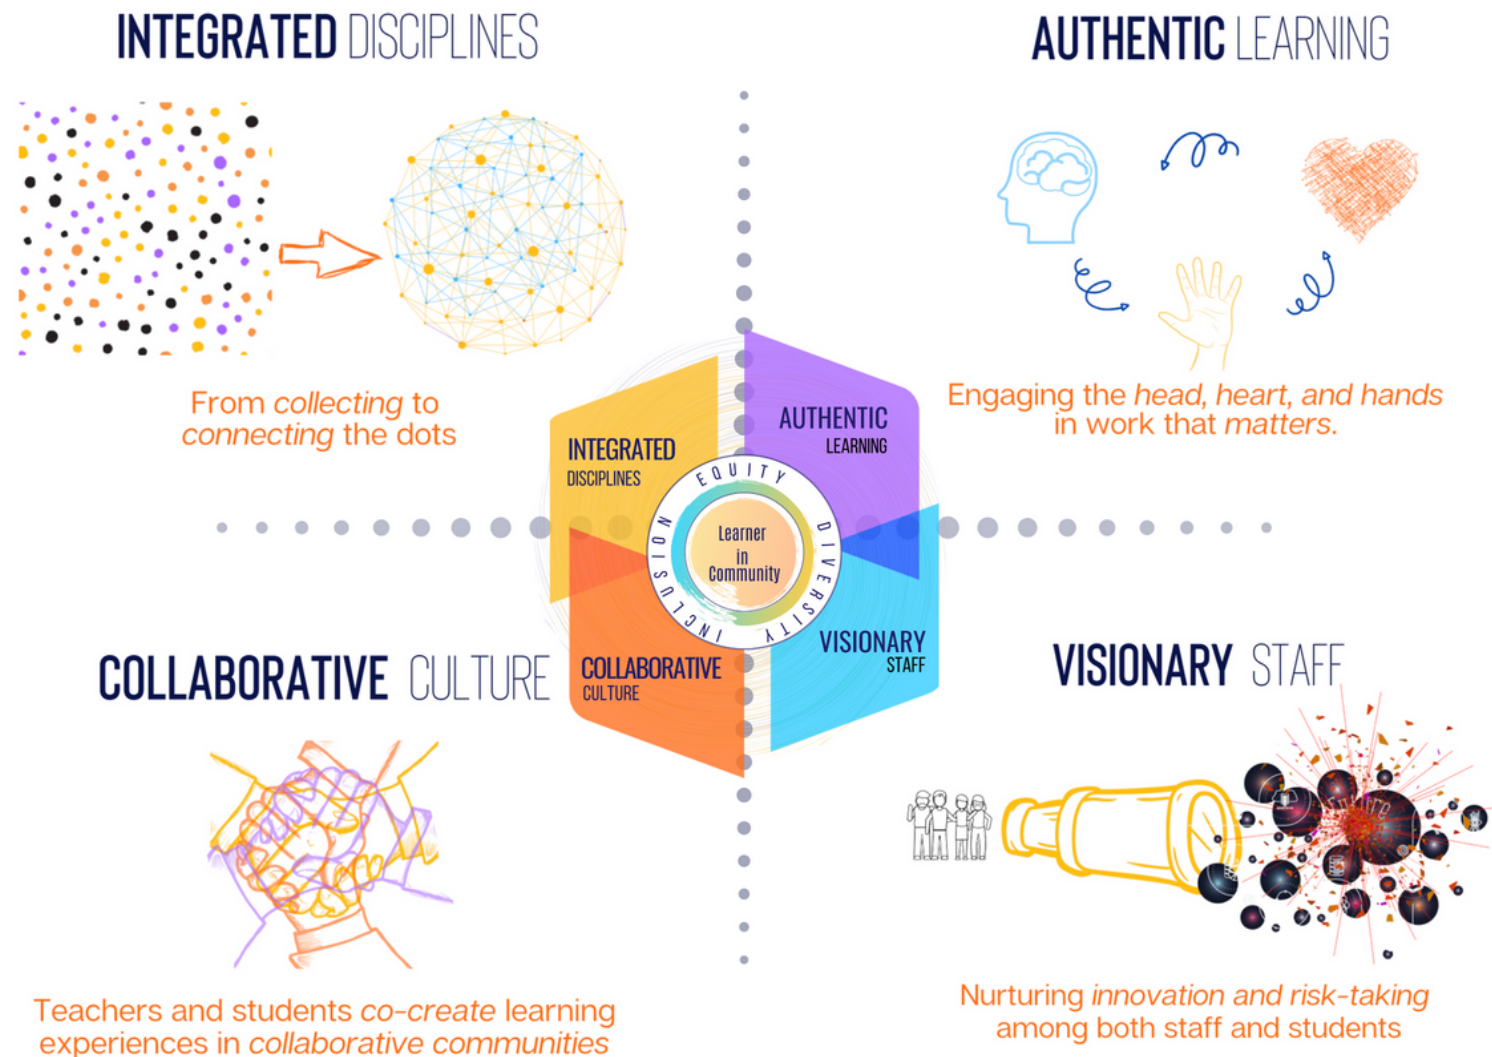 INTEGRATED DISCIPLINES
From collecting to
connecting the dots
AUTHENTIC LEARNING
Engaging the head, heart, and hands
in work that matters.
INTEGRATED
DISCIPLINES
AUTHENTIC
LEARNING
EQUITY
DIVERSITY
INCLUSION
Learner
in
Community
COLLABORATIVE
CULTURE
VISIONARY
STAFF
COLLABORATIVE CULTURE
Teachers and students co-create learning
experiences in collaborative communities
VISIONARY STAFF
Future
Nurturing innovation and risk-taking
among both staff and students